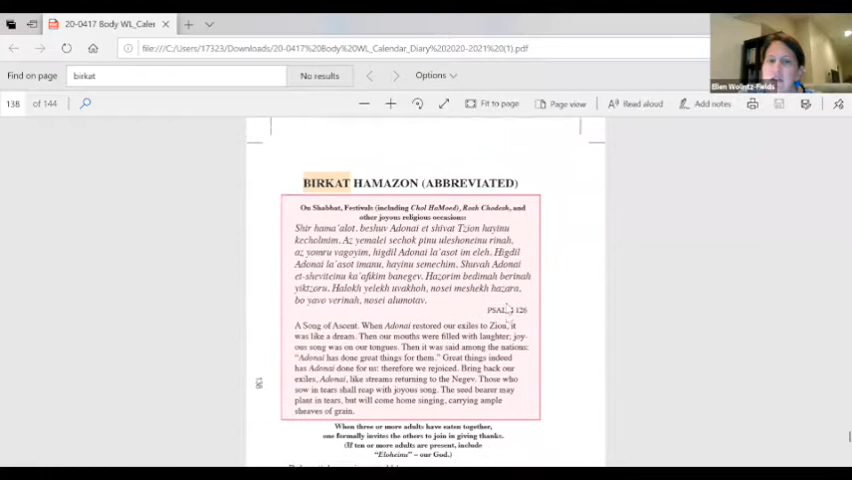 20-0417 Body WL_Caler
file:///C:/Users/17323/Downloads/20-0417%20Body%20WL_Calendar_Diary%202020-2021%20(1).pdf
Ellen Wolintz-Fields
Find on page
birkat
No results
Options
138 of 144
Fit to page
Page view
Read aloud
Add notes
BIRKAT HAMAZON (ABBREVIATED)
On Shabbat, Festivals (including Chol HaMoed), Rosh Chodesh, and
other joyous religious occasions:
Shir hama'alot, beshuv Adonai et shivat Tzion hayinu
kecholmim. Az yemalei sechok pinu uleshoneinu rinah,
az yomru vagoyim, higdil Adonai la'asot im eleh. Higdil
Adonai la'asot imanu, hayinu semechim. Shuvah Adonai
et-sheviteinu ka'afikim banegev. Hazorim bedimah berinah
yiktzoru. Halokh yelekh uvakhoh, nosei meshekh hazara,
bo yavo verinah, nosei alumotav.
PSALM 126
A Song of Ascent. When Adonai restored our exiles to Zion, it
was like a dream. Then our mouths were filled with laughter; joy-
ous song was on our tongues. Then it was said among the nations:
"Adonai has done great things for them." Great things indeed
has Adonai done for us: therefore we rejoiced. Bring back our
exiles, Adonai, like streams returning to the Negev. Those who
sow in tears shall reap with joyous song. The seed bearer may
plant in tears, but will come home singing, carrying ample
sheaves of grain.
138
When three or more adults have eaten together,
one formally invites the others to join in giving thanks.
(If ten or more adults are present, include
"Eloheinu" – our God.)